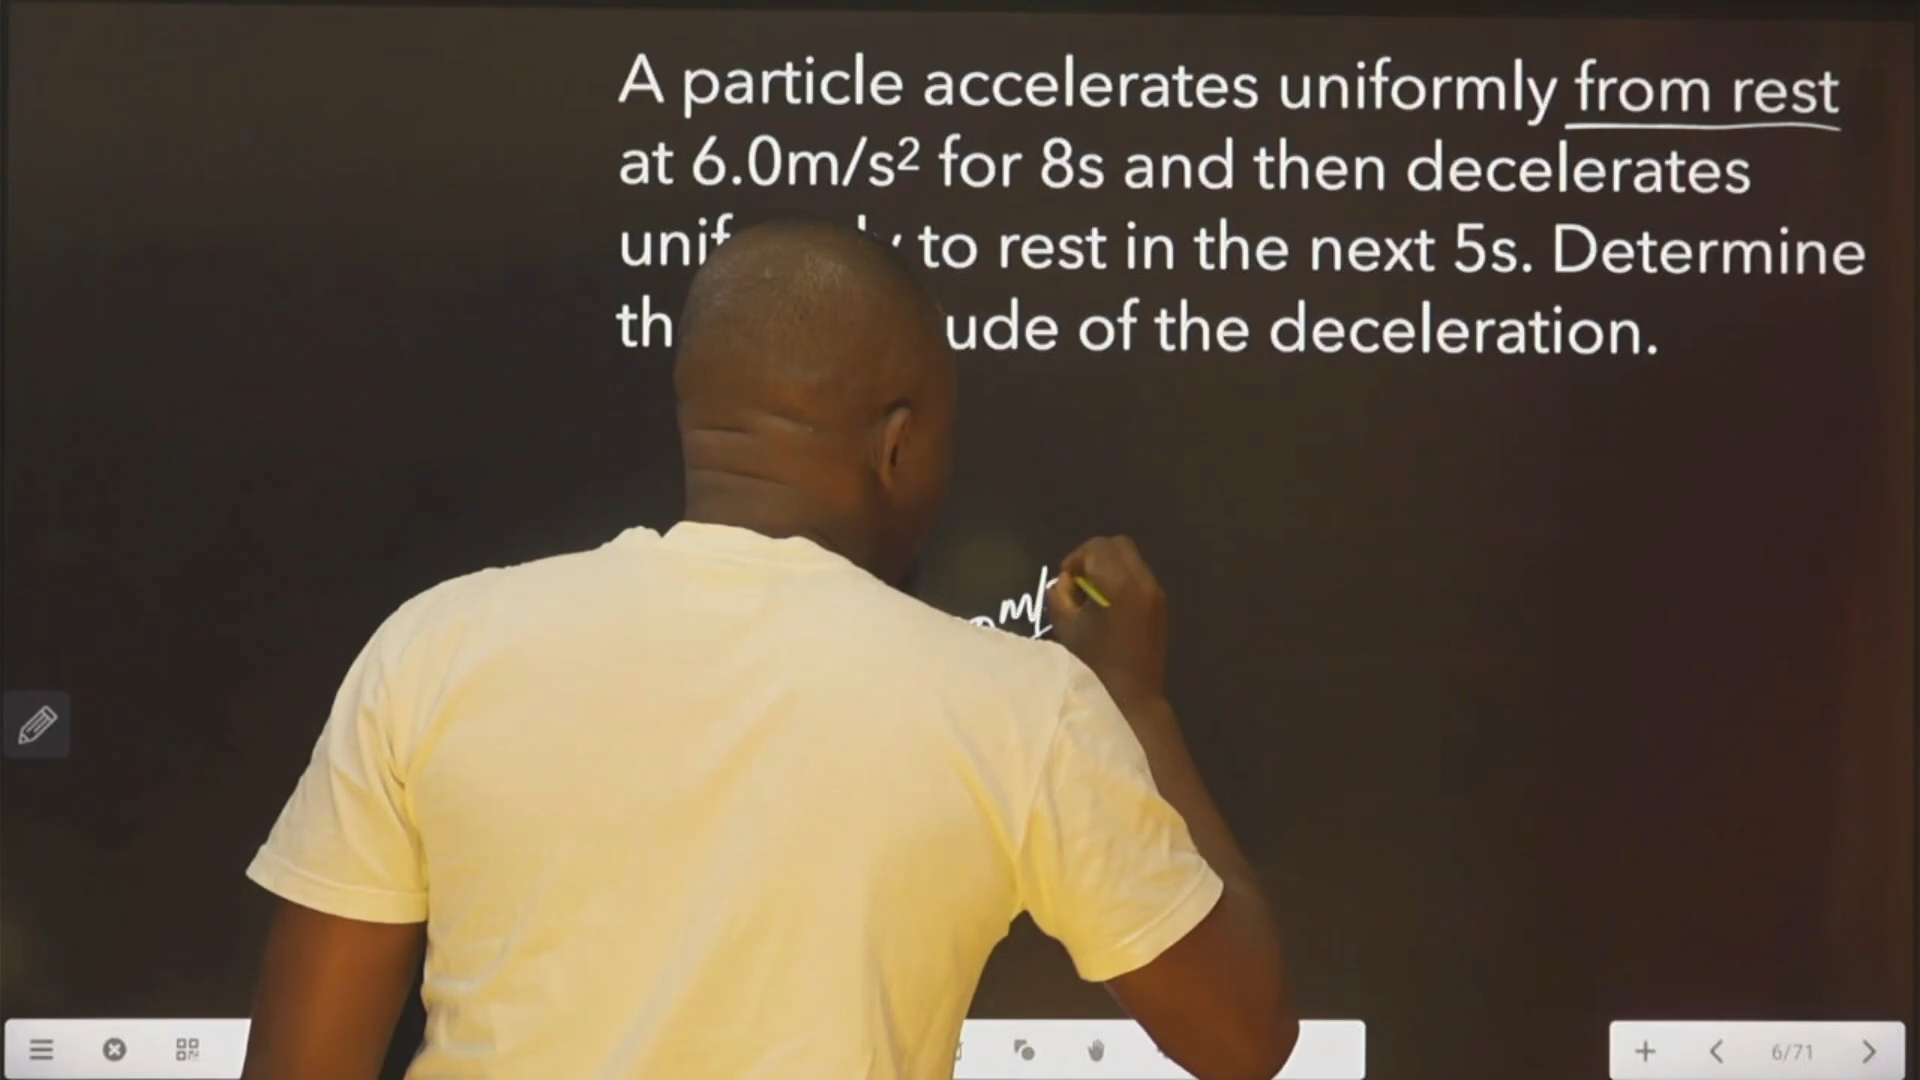 A particle accelerates uniformly from rest
at 6.0m/s² for 8s and then decelerates
to rest in the next 5s. Determine
of the deceleration.
m/
6/71